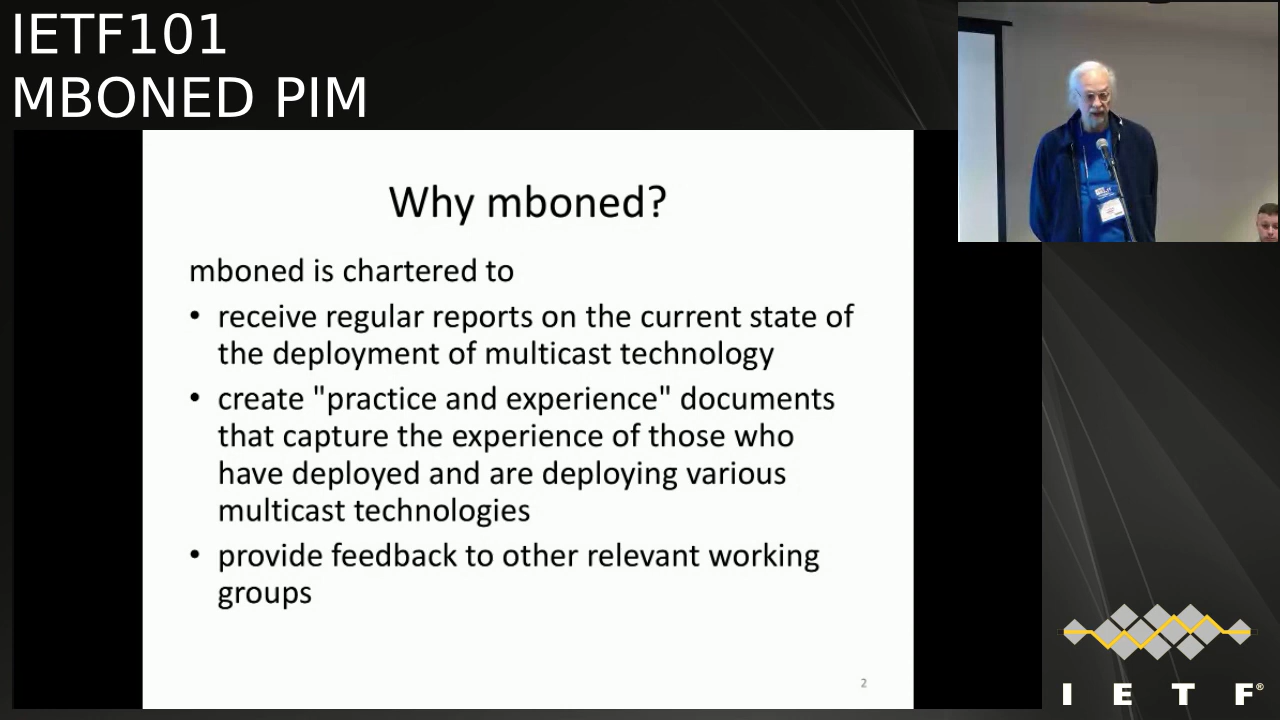 IETF101
MBONED PIM
Why mboned?
mboned is chartered to
• receive regular reports on the current state of
the deployment of multicast technology
• create "practice and experience" documents
that capture the experience of those who
have deployed and are deploying various
multicast technologies
• provide feedback to other relevant working
groups
2
I E T F®